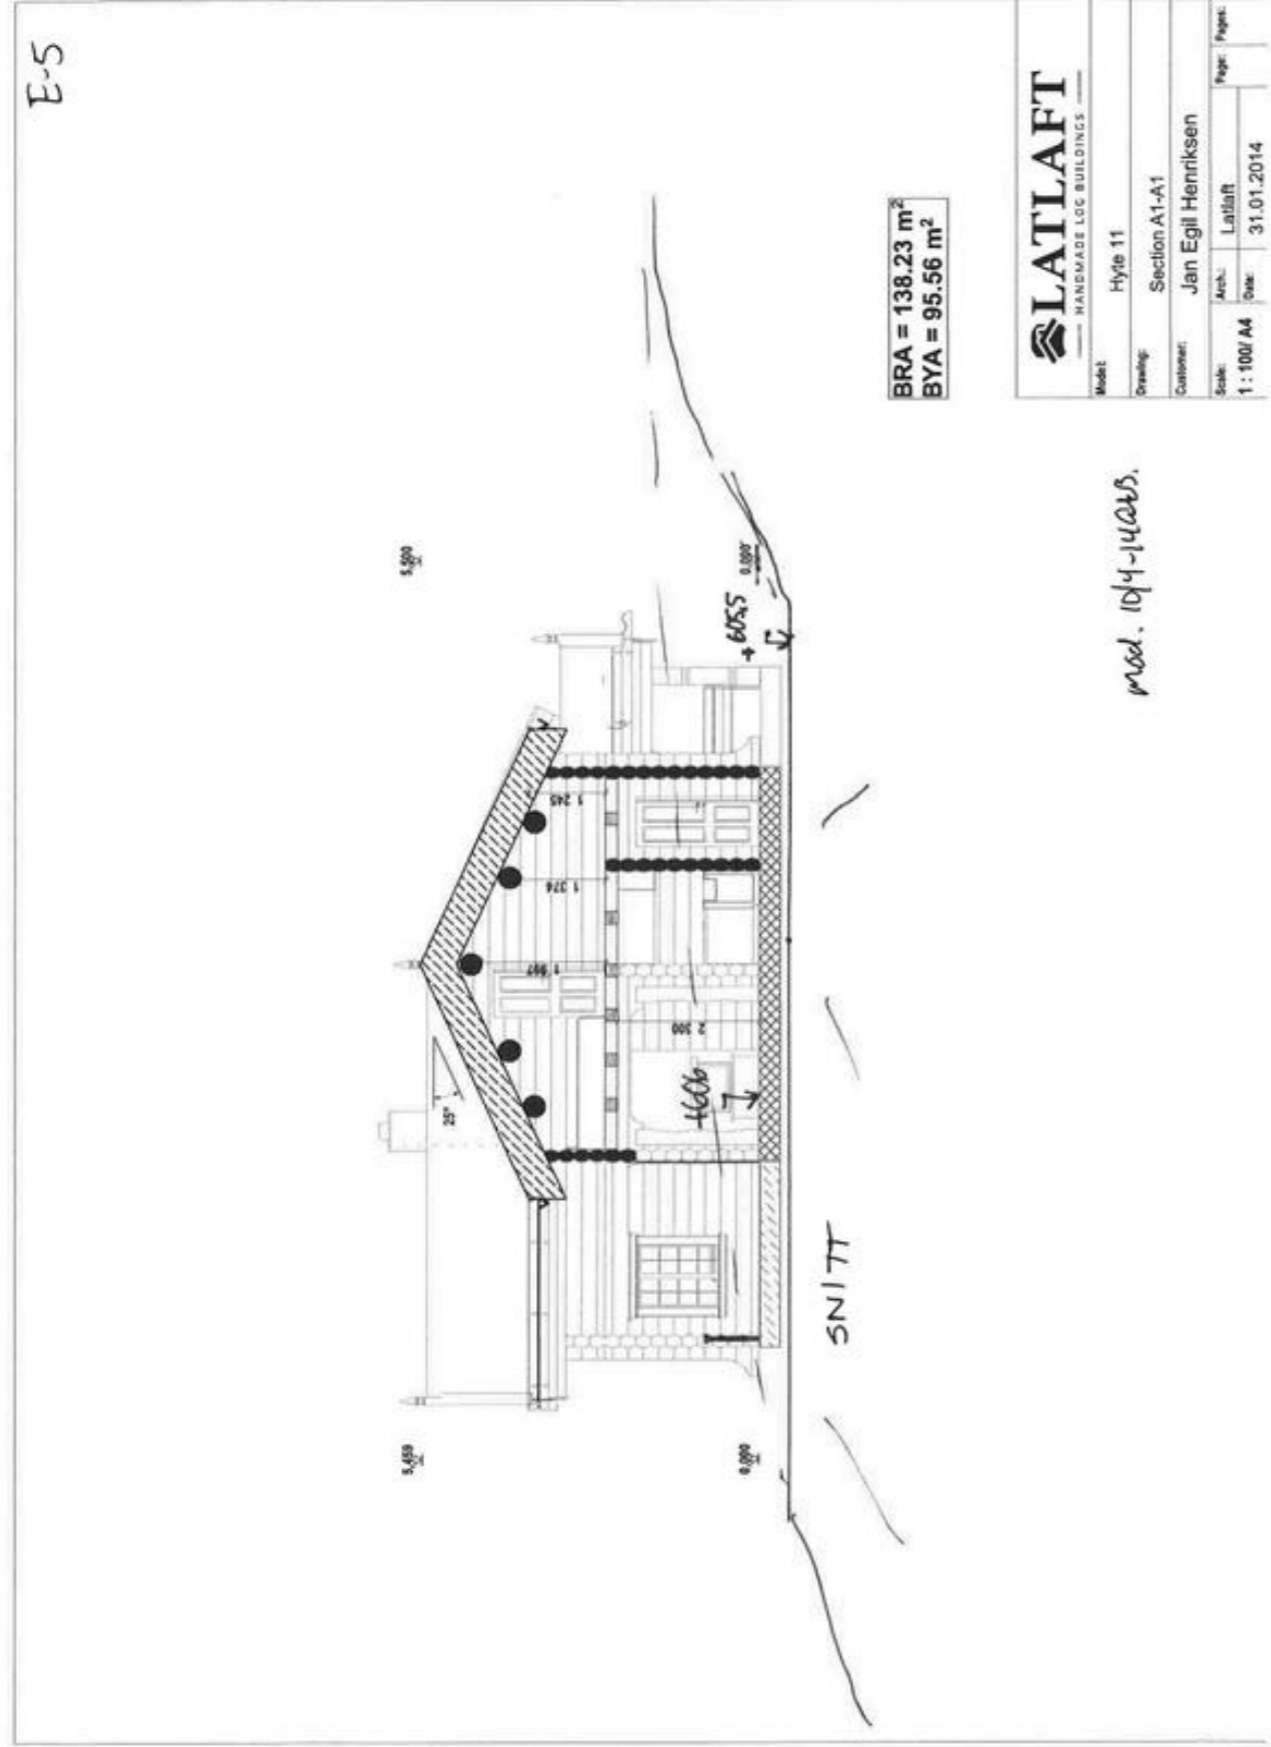 E-5
5.500
5.459
25°
1 245
1 374
1 997
2 300
+ 605,5
+606
0.000
0.000
SNITT
BRA = 138.23 m²
BYA = 95.56 m²
LATLAFT
HANDMADE LOG BUILDINGS
Model: Hyte 11
Drawing: Section A1-A1
Customer: Jan Egil Henriksen
Scale: 1 : 100/ A4
Arch.: Latlaft
Date: 31.01.2014
Page:
Pages:
mod. 10/4-14